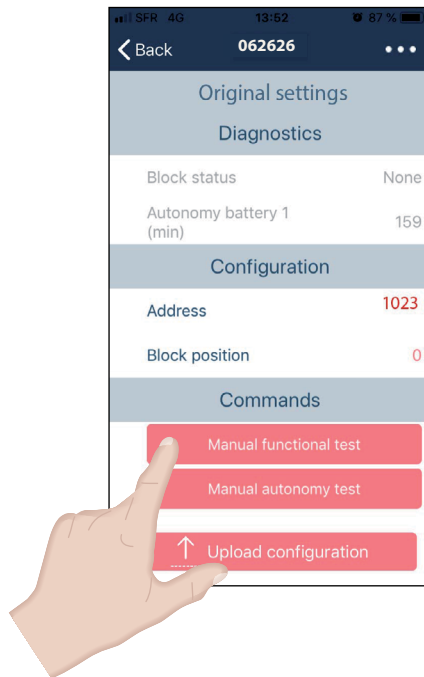 SFR 4G 13:52 87 %
Back 062626
Original settings
Diagnostics
Block status None
Autonomy battery 1
(min) 159
Configuration
Address 1023
Block position 0
Commands
Manual functional test
Manual autonomy test
Upload configuration